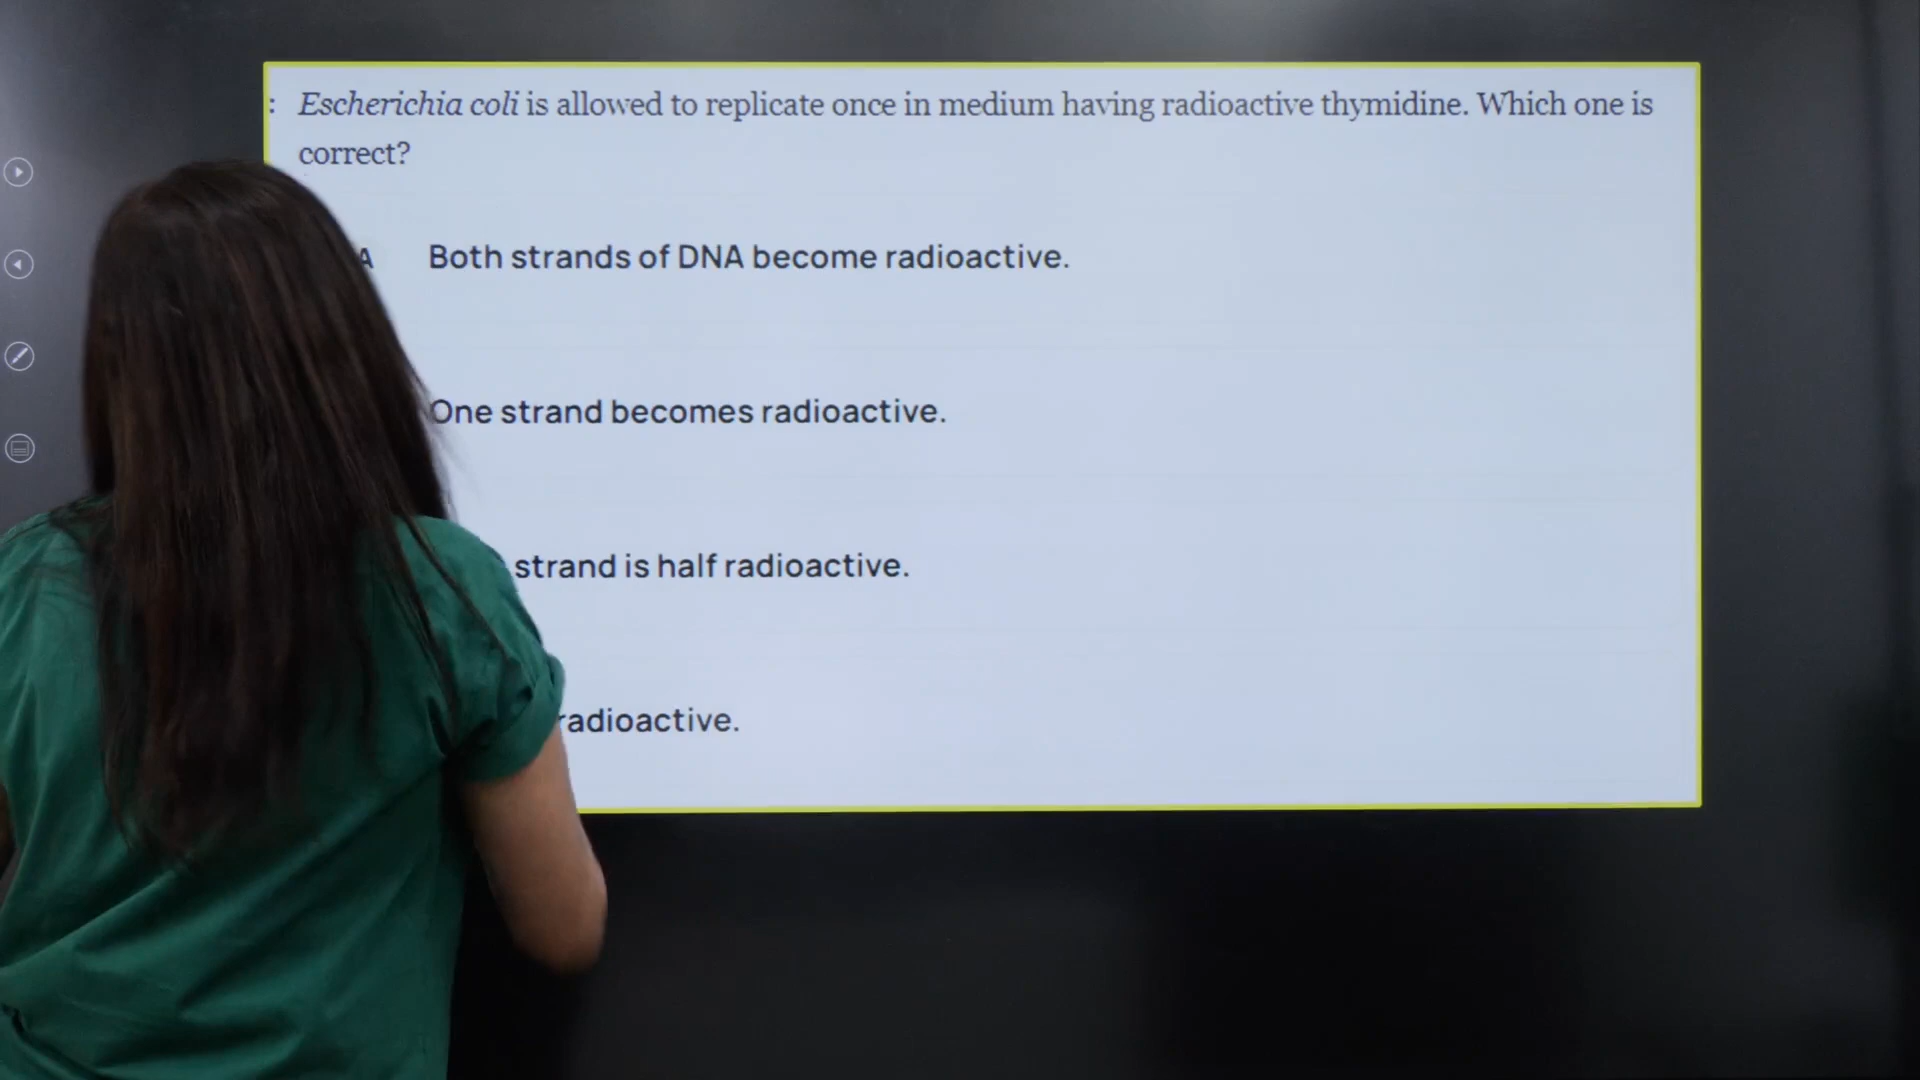 : Escherichia coli is allowed to replicate once in medium having radioactive thymidine. Which one is
correct?
A Both strands of DNA become radioactive.
One strand becomes radioactive.
strand is half radioactive.
radioactive.